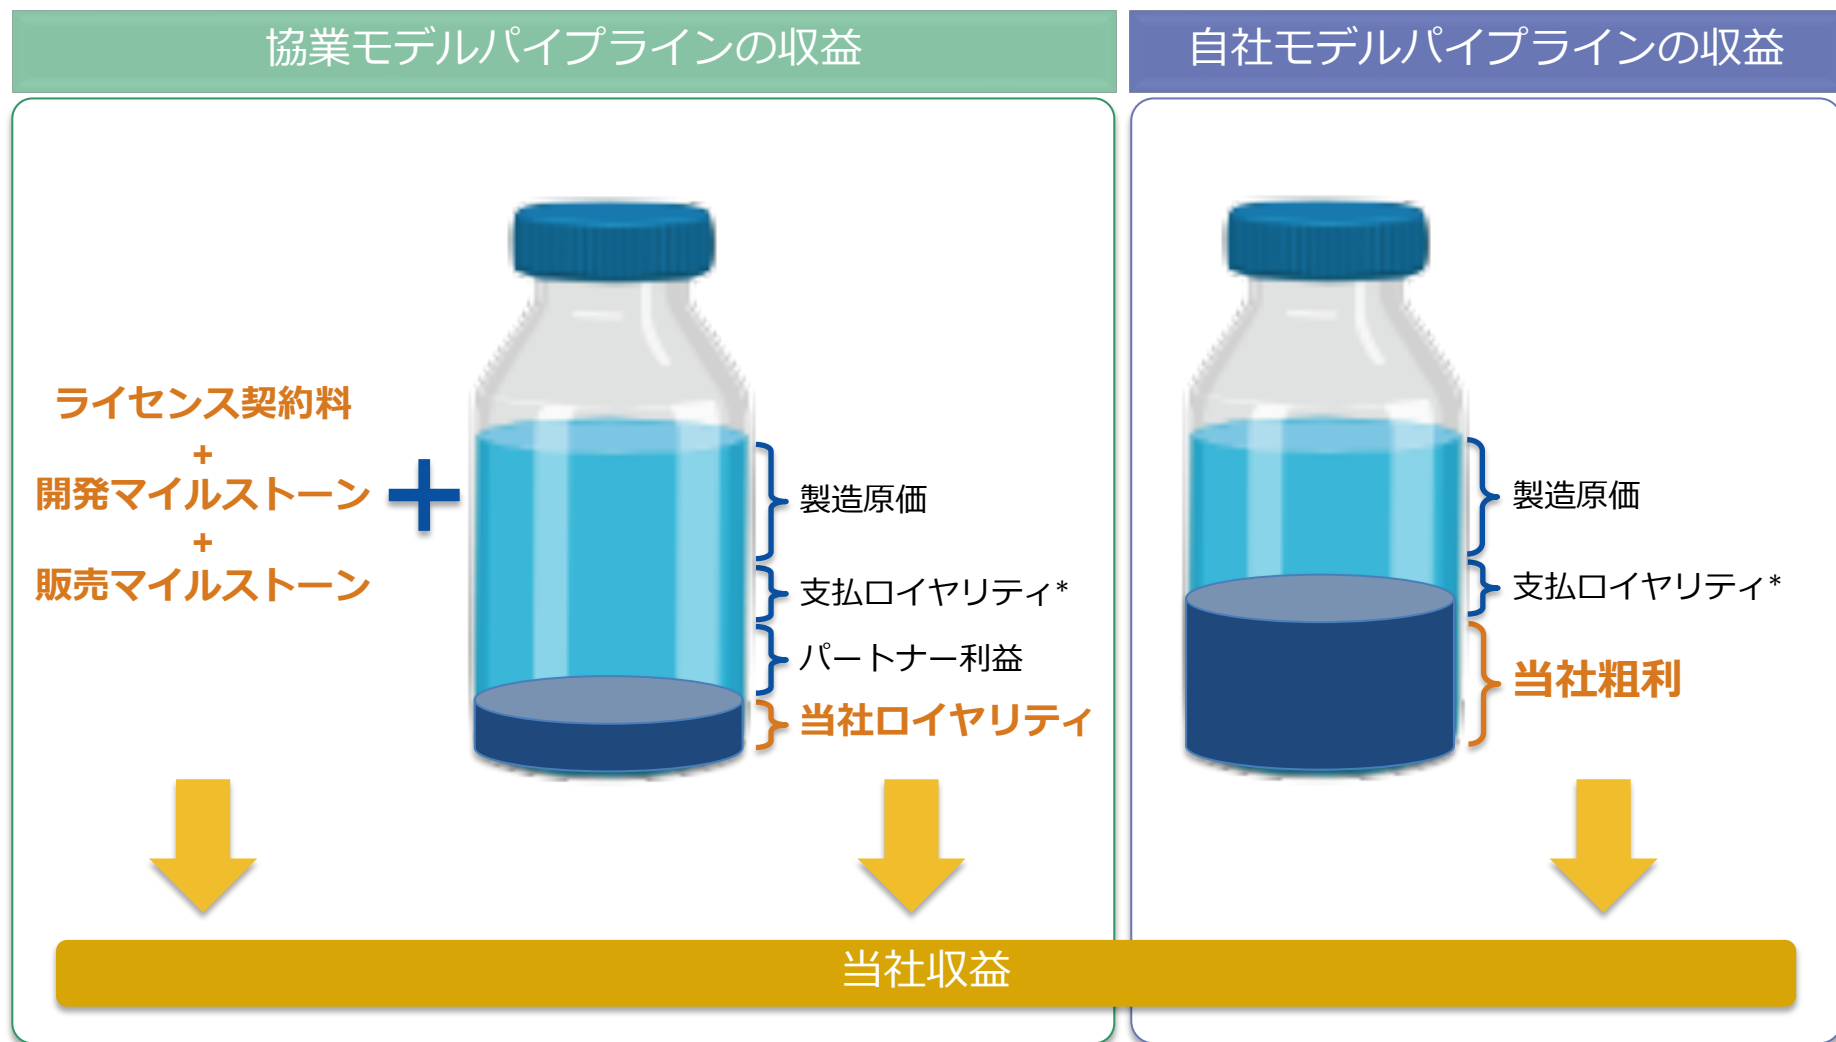 協業モデルパイプラインの収益
ライセンス契約料
+
開発マイルストーン
+
販売マイルストーン
+
製造原価
支払ロイヤリティ*
パートナー利益
当社ロイヤリティ
自社モデルパイプラインの収益
製造原価
支払ロイヤリティ*
当社粗利
当社収益